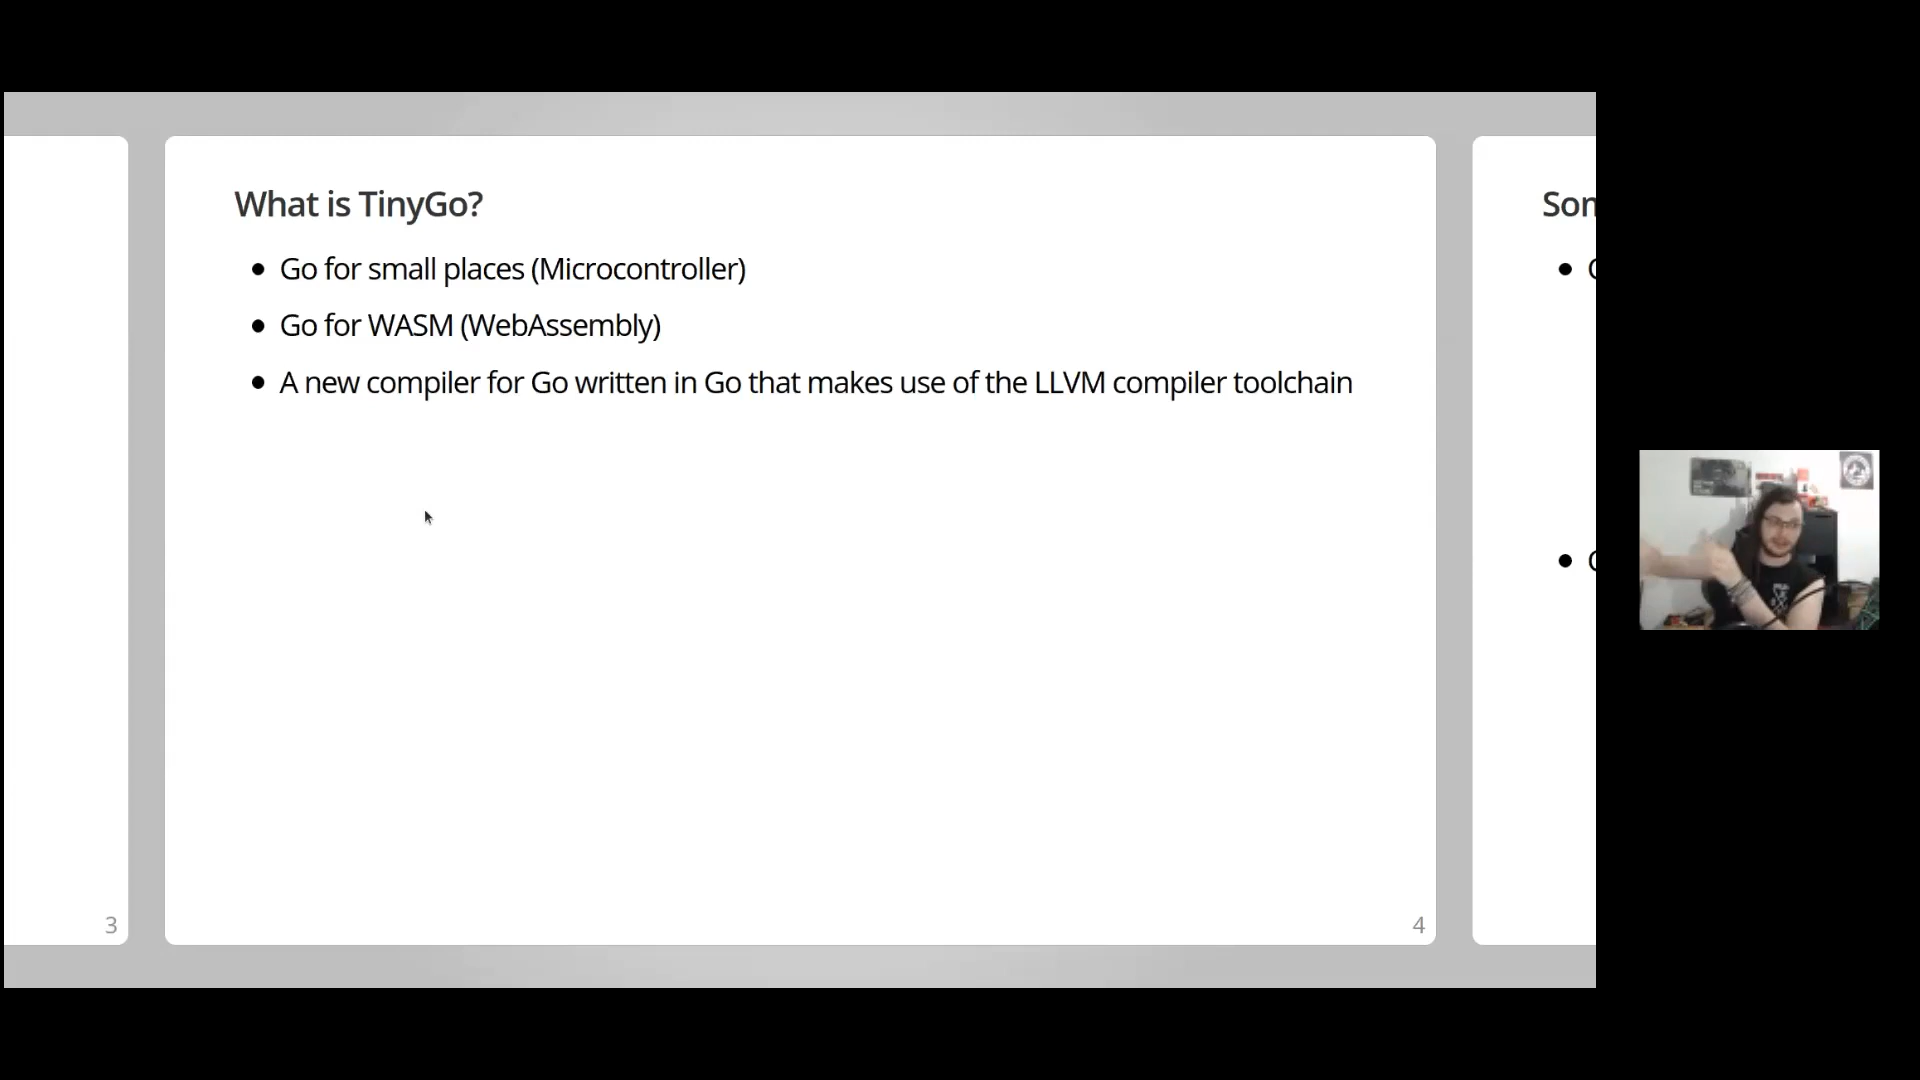 What is TinyGo?
Go for small places (Microcontroller)
Go for WASM (WebAssembly)
A new compiler for Go written in Go that makes use of the LLVM compiler toolchain
3
4